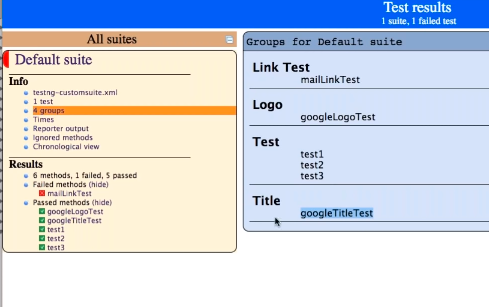 Test results
1 suite, 1 failed test
All suites
Default suite
Info
testng-customsuite.xml
1 test
4 groups
Times
Reporter output
Ignored methods
Chronological view
Results
6 methods, 1 failed, 5 passed
Failed methods (hide)
mailLinkTest
Passed methods (hide)
googleLogoTest
googleTitleTest
test1
test2
test3
Groups for Default suite
Link Test
mailLinkTest
Logo
googleLogoTest
Test
test1
test2
test3
Title
googleTitleTest